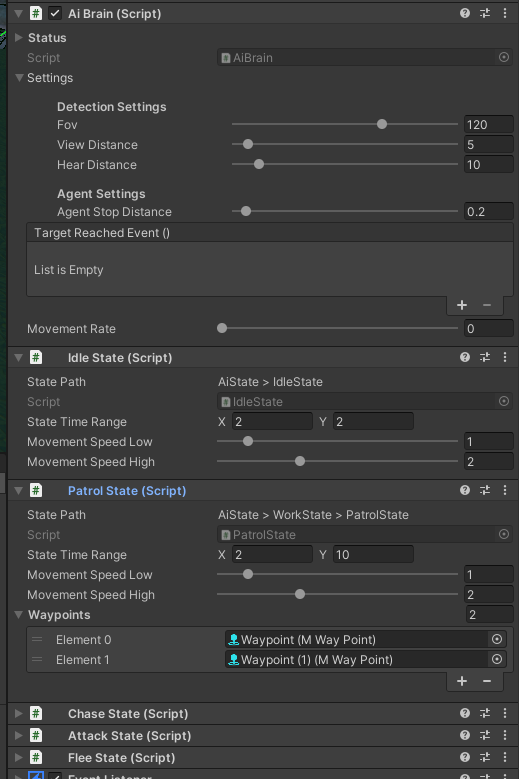 Ai Brain (Script)
Status
Script AiBrain
Settings
Detection Settings
Fov 120
View Distance 5
Hear Distance 10
Agent Settings
Agent Stop Distance 0.2
Target Reached Event ()
List is Empty
Movement Rate 0
Idle State (Script)
State Path AiState > IdleState
Script IdleState
State Time Range X 2 Y 2
Movement Speed Low 1
Movement Speed High 2
Patrol State (Script)
State Path AiState > WorkState > PatrolState
Script PatrolState
State Time Range X 2 Y 10
Movement Speed Low 1
Movement Speed High 2
Waypoints 2
Element 0 Waypoint (M Way Point)
Element 1 Waypoint (1) (M Way Point)
Chase State (Script)
Attack State (Script)
Flee State (Script)
Event Listener